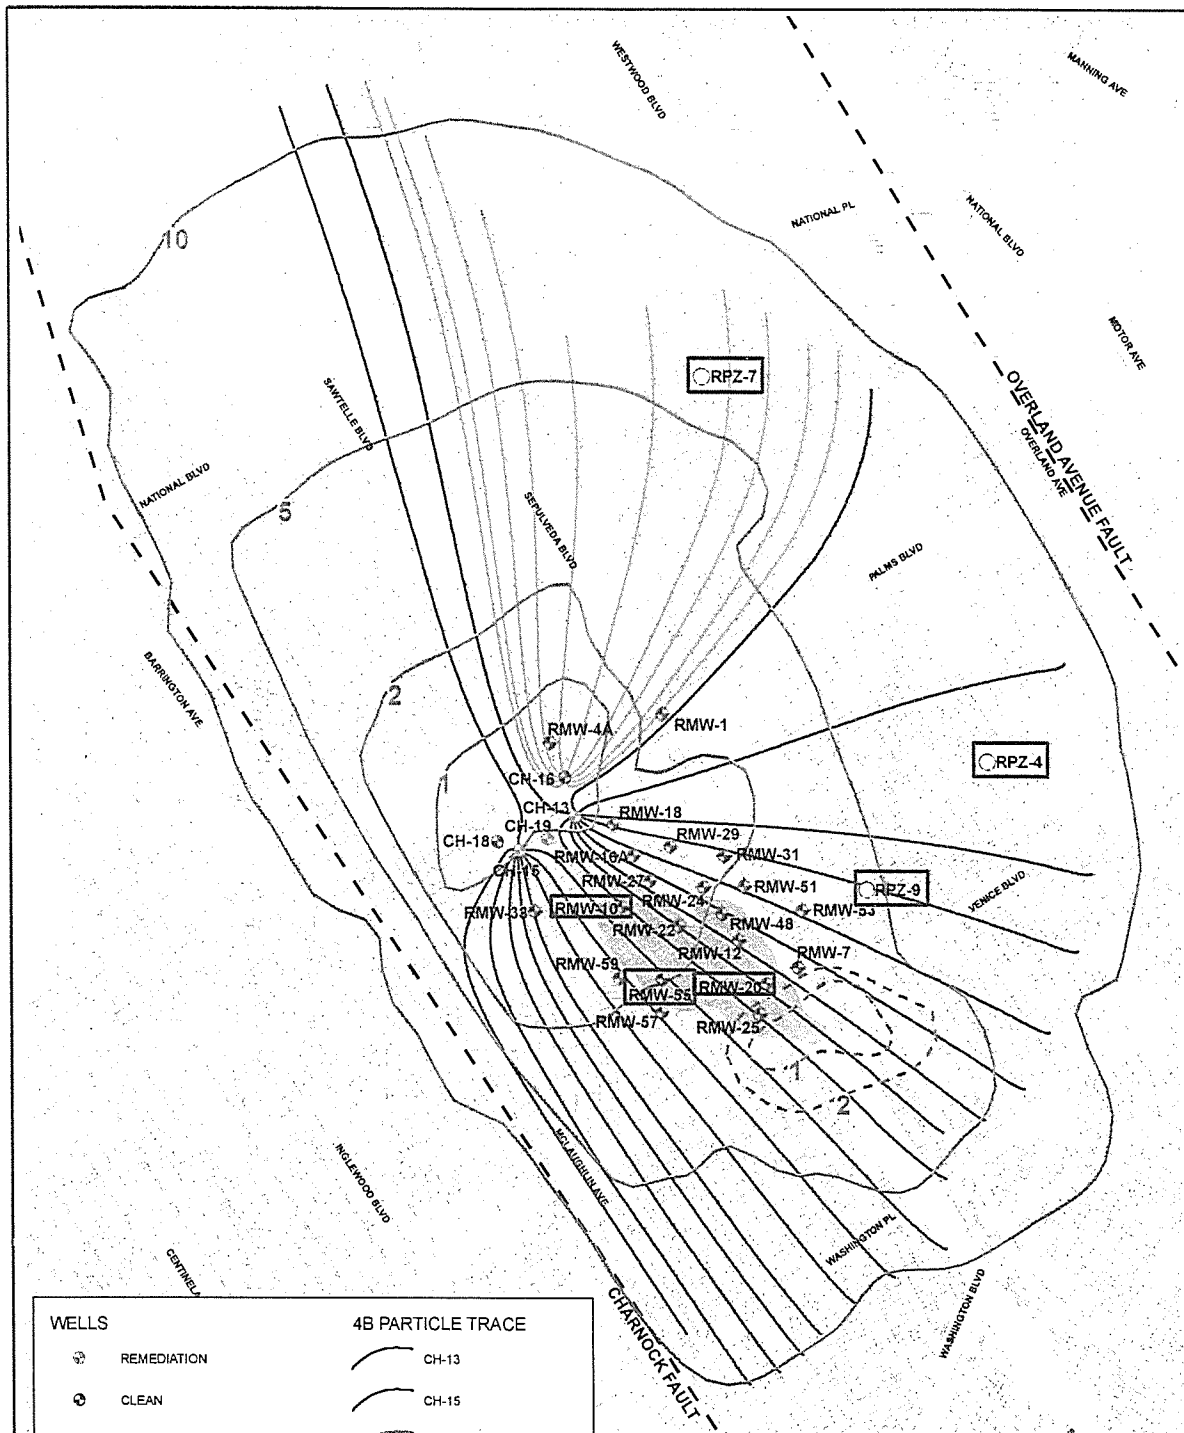 WESTWOOD BLVD
MANNING AVE
NATIONAL PL
NATIONAL BLVD
10
MOTOR AVE
RPZ-7
OVERLAND AVENUE FAULT
OVERLAND AVE
SAWTELLE BLVD
NATIONAL BLVD
5
SEPULVEDA BLVD
PALMS BLVD
BARRINGTON AVE
2
RMW-1
RMW-4A
RPZ-4
1
CH-16
CH-13
RMW-18
CH-19
CH-18
RMW-29
RMW-16A
RMW-31
CH-15
RMW-27
RMW-51
RPZ-9
RMW-24
VENICE BLVD
RMW-33
RMW-10
RMW-53
RMW-48
RMW-22
RMW-12
RMW-7
RMW-59
RMW-55
RMW-20
RMW-57
RMW-25
1
2
MCLAUGHLIN AVE
INGLEWOOD BLVD
WASHINGTON PL
CENTINELA
WASHINGTON BLVD
CHARNOCK FAULT
WELLS
4B PARTICLE TRACE
REMEDIATION
CH-13
CLEAN
CH-15